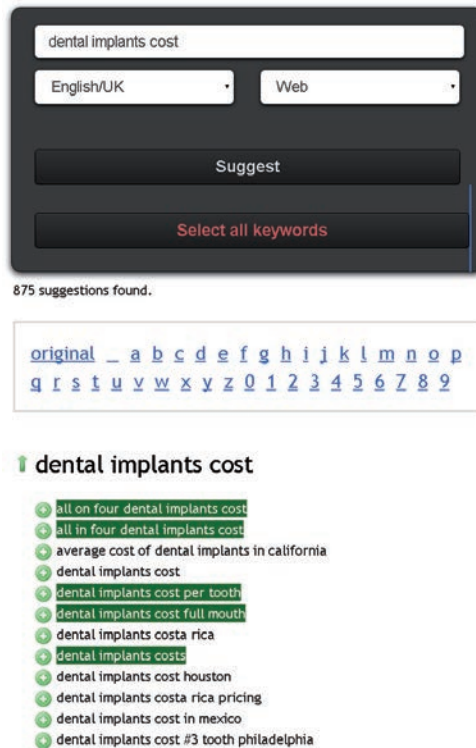 dental implants cost
English/UK Web
Suggest
Select all keywords
875 suggestions found.
original _ a b c d e f g h i j k l m n o p
q r s t u v w x y z 0 1 2 3 4 5 6 7 8 9
dental implants cost
all on four dental implants cost
all in four dental implants cost
average cost of dental implants in california
dental implants cost
dental implants cost per tooth
dental implants cost full mouth
dental implants costa rica
dental implants costs
dental implants cost houston
dental implants costa rica pricing
dental implants cost in mexico
dental implants cost #3 tooth philadelphia